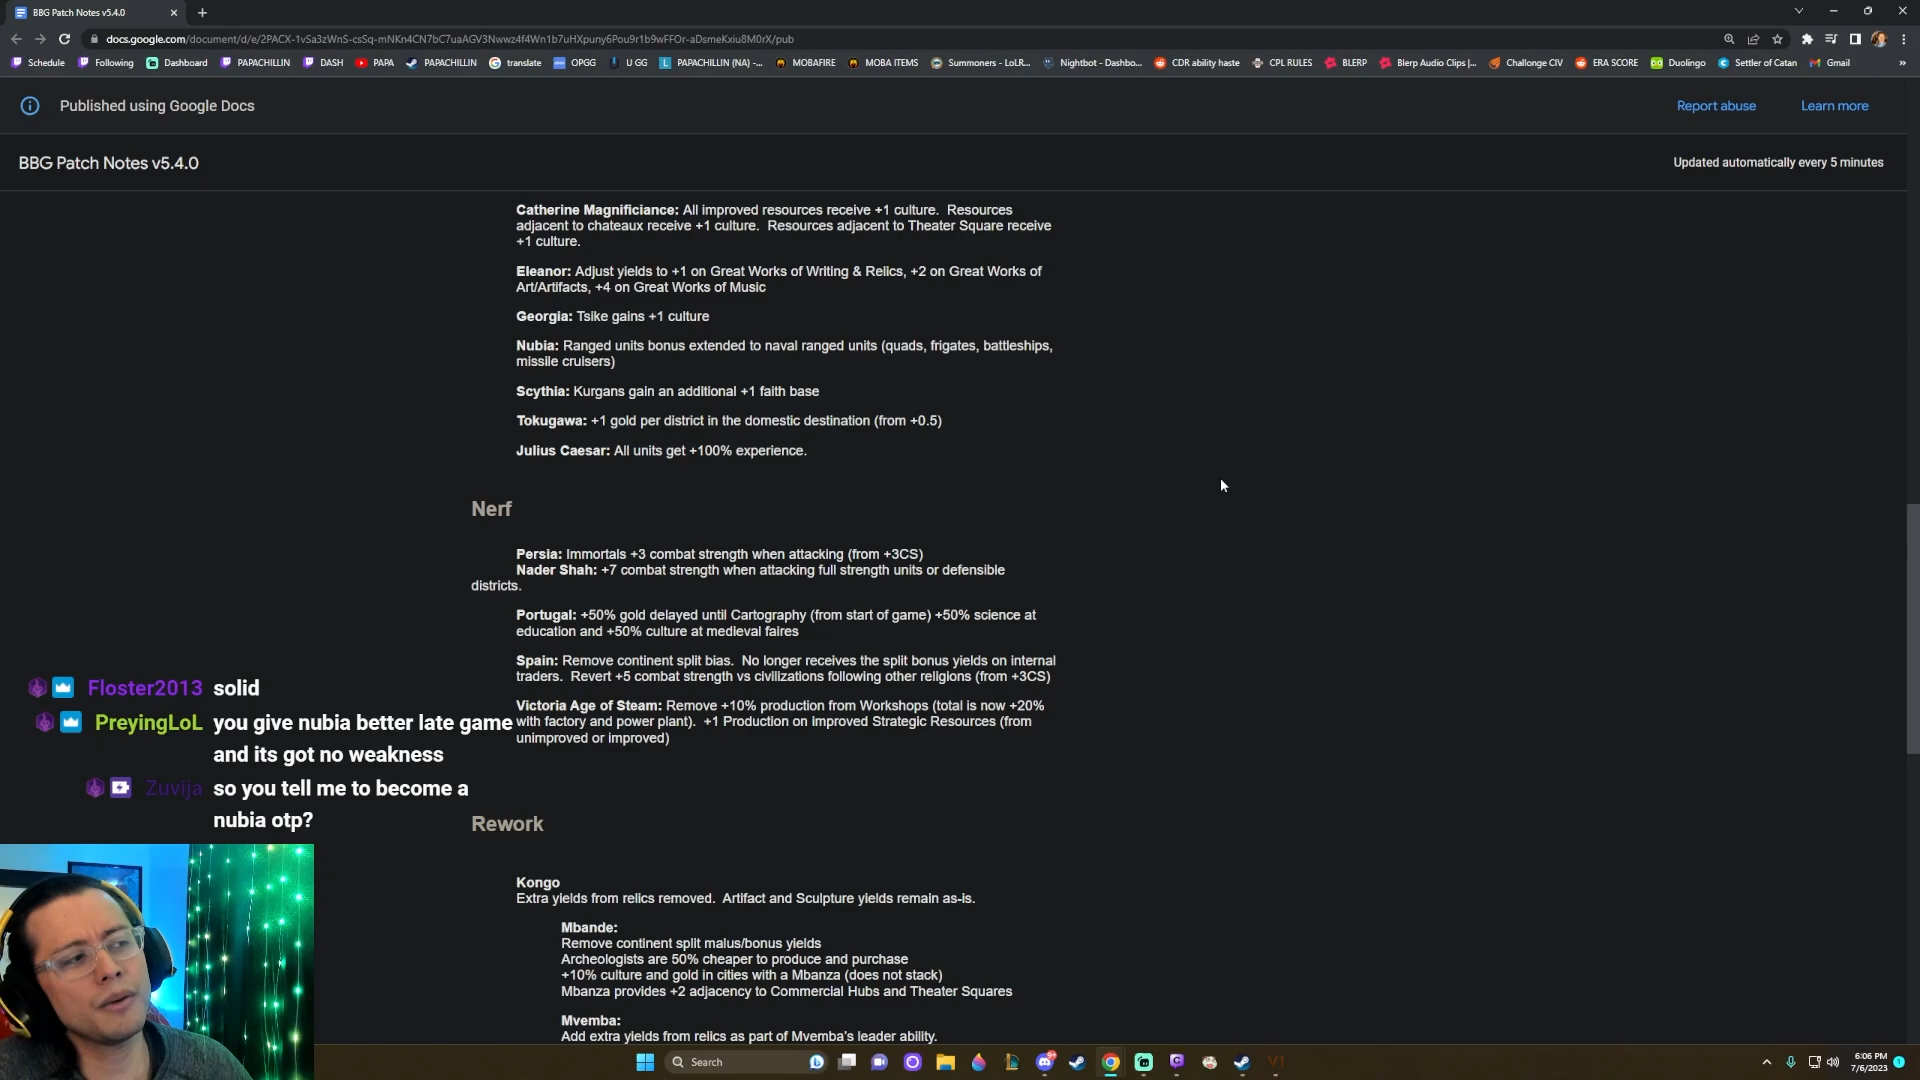 BBG Patch Notes v5.4.0
docs.google.com/document/d/e/2PACX-1vSa3zWnS-csSq-mNKn4CN7bC7uaAGV3Nwwz4f4Wn1b7uHXpuny6Pou9r1b9wFFOr-aDsmeKxiu8M0rX/pub
Schedule Following Dashboard PAPACHILLIN DASH PAPA PAPACHILLIN translate OPGG U GG PAPACHILLIN (NA) -... MOBAFIRE MOBA ITEMS Summoners - LoLR... Nightbot - Dashbo... CDR ability haste CPL RULES BLERP Blerp Audio Clips |... Challonge CIV ERA SCORE Duolingo Settler of Catan Gmail »
Published using Google Docs Report abuse Learn more
BBG Patch Notes v5.4.0 Updated automatically every 5 minutes
Catherine Magnificiance: All improved resources receive +1 culture. Resources
adjacent to chateaux receive +1 culture. Resources adjacent to Theater Square receive
+1 culture.
Eleanor: Adjust yields to +1 on Great Works of Writing & Relics, +2 on Great Works of
Art/Artifacts, +4 on Great Works of Music
Georgia: Tsike gains +1 culture
Nubia: Ranged units bonus extended to naval ranged units (quads, frigates, battleships,
missile cruisers)
Scythia: Kurgans gain an additional +1 faith base
Tokugawa: +1 gold per district in the domestic destination (from +0.5)
Julius Caesar: All units get +100% experience.
Nerf
Persia: Immortals +3 combat strength when attacking (from +3CS)
Nader Shah: +7 combat strength when attacking full strength units or defensible
districts.
Portugal: +50% gold delayed until Cartography (from start of game) +50% science at
education and +50% culture at medieval faires
Spain: Remove continent split bias. No longer receives the split bonus yields on internal
traders. Revert +5 combat strength vs civilizations following other religions (from +3CS)
Victoria Age of Steam: Remove +10% production from Workshops (total is now +20%
with factory and power plant). +1 Production on improved Strategic Resources (from
unimproved or improved)
Rework
Kongo
Extra yields from relics removed. Artifact and Sculpture yields remain as-is.
Mbande:
Remove continent split malus/bonus yields
Archeologists are 50% cheaper to produce and purchase
+10% culture and gold in cities with a Mbanza (does not stack)
Mbanza provides +2 adjacency to Commercial Hubs and Theater Squares
Mvemba:
Add extra yields from relics as part of Mvemba's leader ability.
Floster2013 solid
PreyingLoL you give nubia better late game
and its got no weakness
Zuvija so you tell me to become a
nubia otp?
Search
6:06 PM
7/6/2023